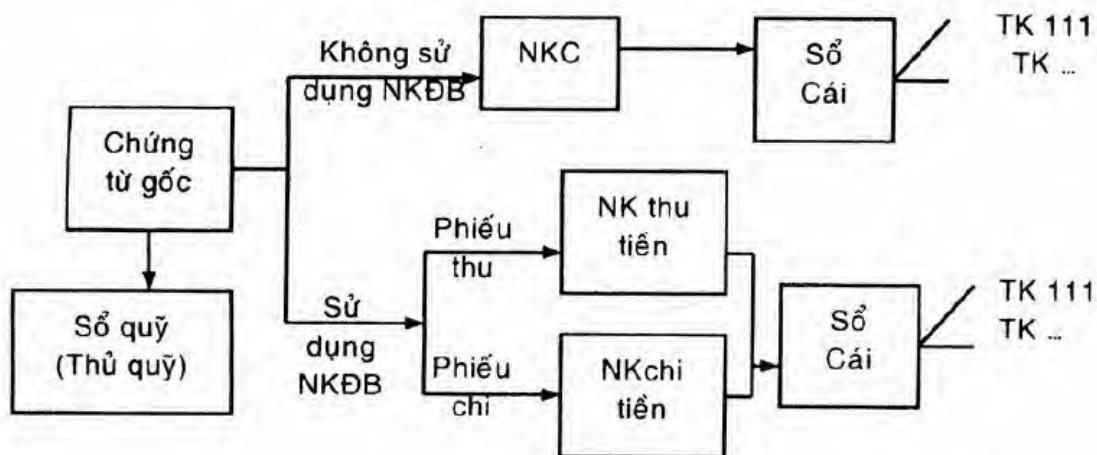 Không sử
dụng NKĐB
NKC
Sổ
Cái
TK 111
TK ...
Chứng
từ gốc
Sổ quỹ
(Thủ quỹ)
Sử
dụng
NKĐB
Phiếu
thu
NK thu
tiền
Phiếu
chi
NKchi
tiền
Sổ
Cái
TK 111
TK ...